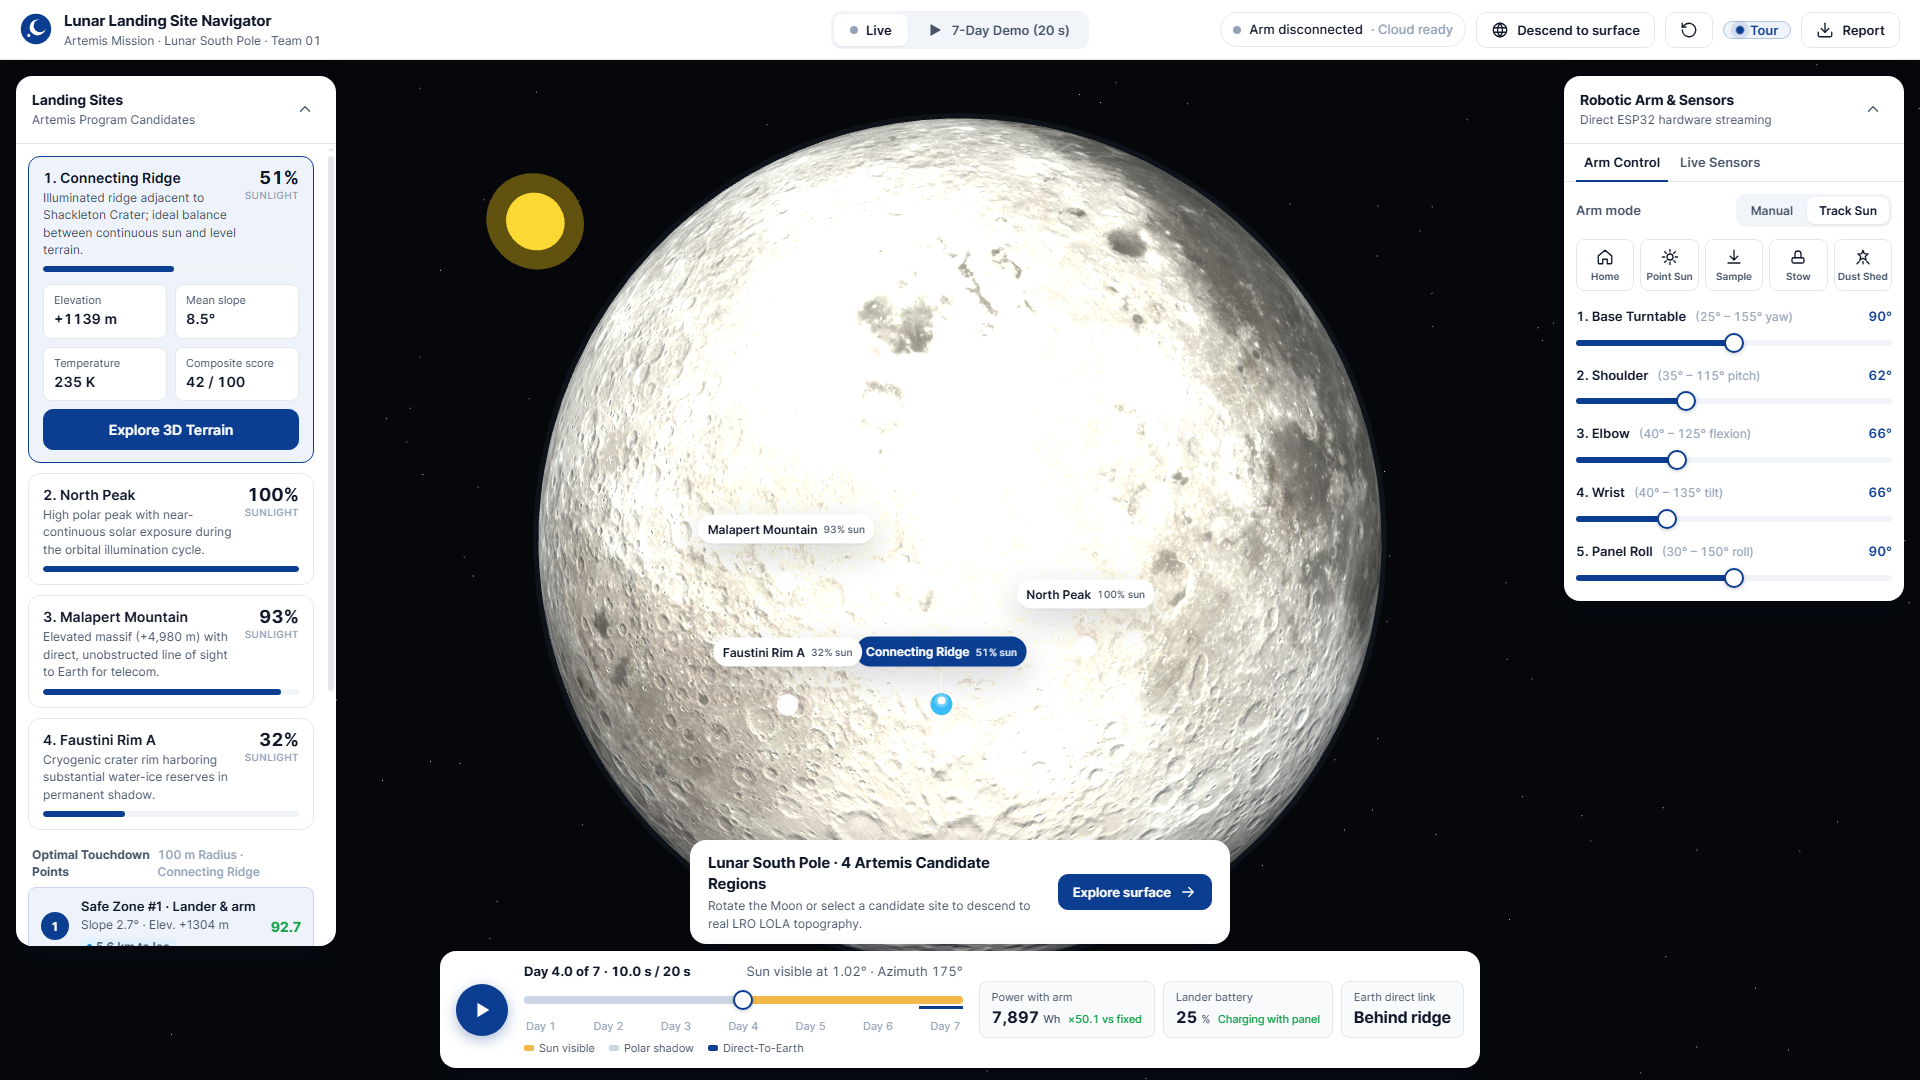 Lunar Landing Site Navigator
Artemis Mission · Lunar South Pole · Team 01
Live
7-Day Demo (20 s)
Arm disconnected · Cloud ready
Descend to surface
Tour
Report
Landing Sites
Artemis Program Candidates
1. Connecting Ridge
51%
SUNLIGHT
Illuminated ridge adjacent to
Shackleton Crater; ideal balance
between continuous sun and level
terrain.
Elevation
+1139 m
Mean slope
8.5°
Temperature
235 K
Composite score
42 / 100
Explore 3D Terrain
2. North Peak
100%
SUNLIGHT
High polar peak with near-
continuous solar exposure during
the orbital illumination cycle.
3. Malapert Mountain
93%
SUNLIGHT
Elevated massif (+4,980 m) with
direct, unobstructed line of sight
to Earth for telecom.
4. Faustini Rim A
32%
SUNLIGHT
Cryogenic crater rim harboring
substantial water-ice reserves in
permanent shadow.
Optimal Touchdown
Points
100 m Radius ·
Connecting Ridge
1
Safe Zone #1 · Lander & arm
Slope 2.7° · Elev. +1304 m
92.7
Malapert Mountain 93% sun
North Peak 100% sun
Faustini Rim A 32% sun
Connecting Ridge 51% sun
Lunar South Pole · 4 Artemis Candidate
Regions
Rotate the Moon or select a candidate site to descend to
real LRO LOLA topography.
Explore surface
Day 4.0 of 7 · 10.0 s / 20 s
Sun visible at 1.02° · Azimuth 175°
Day 1
Day 2
Day 3
Day 4
Day 5
Day 6
Day 7
Sun visible
Polar shadow
Direct-To-Earth
Power with arm
7,897 Wh ×50.1 vs fixed
Lander battery
25 % Charging with panel
Earth direct link
Behind ridge
Robotic Arm & Sensors
Direct ESP32 hardware streaming
Arm Control
Live Sensors
Arm mode
Manual
Track Sun
Home
Point Sun
Sample
Stow
Dust Shed
1. Base Turntable (25° – 155° yaw) 90°
2. Shoulder (35° – 115° pitch) 62°
3. Elbow (40° – 125° flexion) 66°
4. Wrist (40° – 135° tilt) 66°
5. Panel Roll (30° – 150° roll) 90°